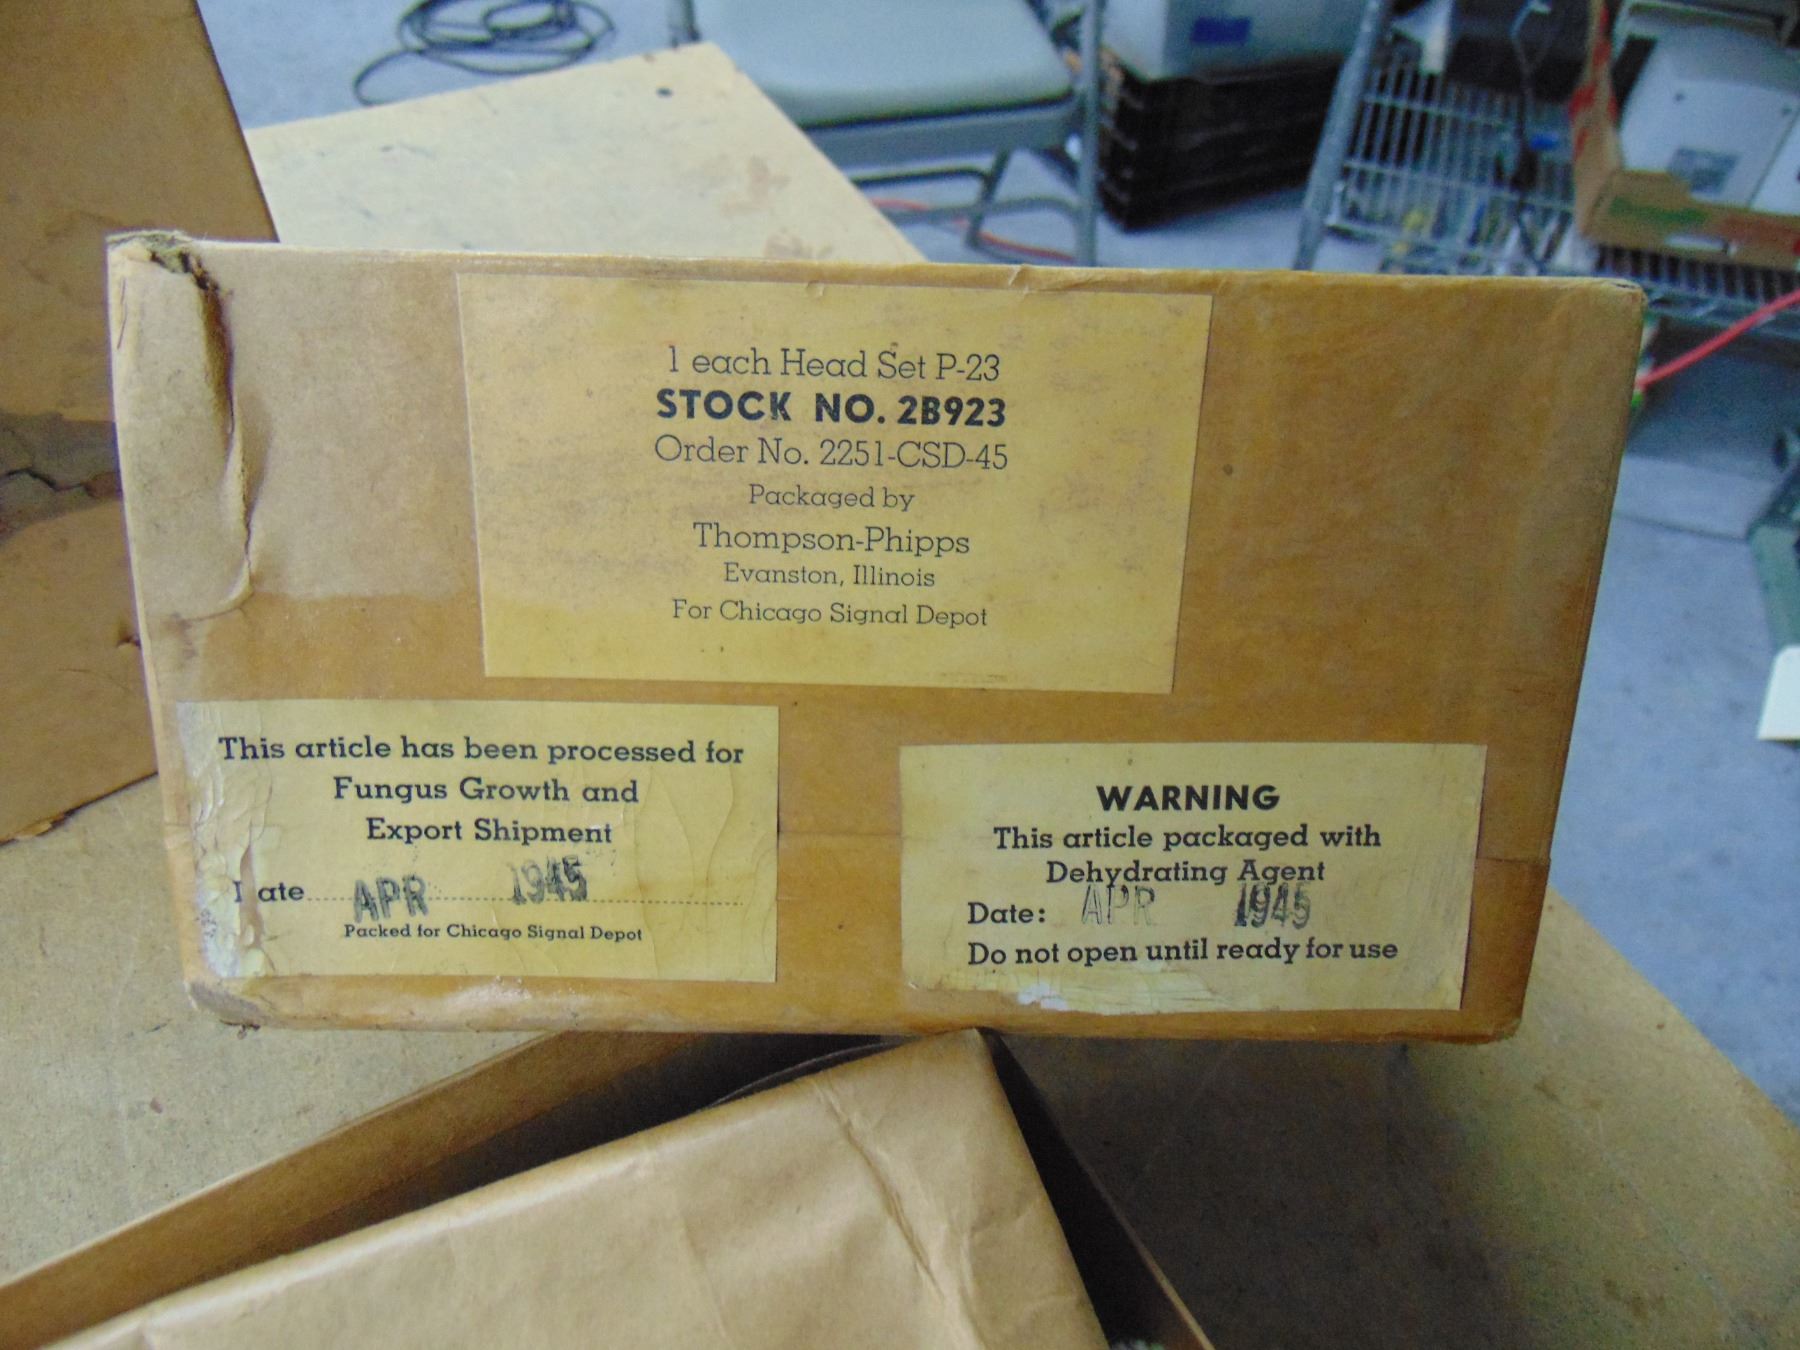 1 each Head Set P-23
STOCK NO. 2B923
Order No. 2251-CSD-45
Packaged by
Thompson-Phipps
Evanston, Illinois
For Chicago Signal Depot
This article has been processed for
Fungus Growth and
Export Shipment
Date APR 1945
Packed for Chicago Signal Depot
WARNING
This article packaged with
Dehydrating Agent
Date: APR 1945
Do not open until ready for use